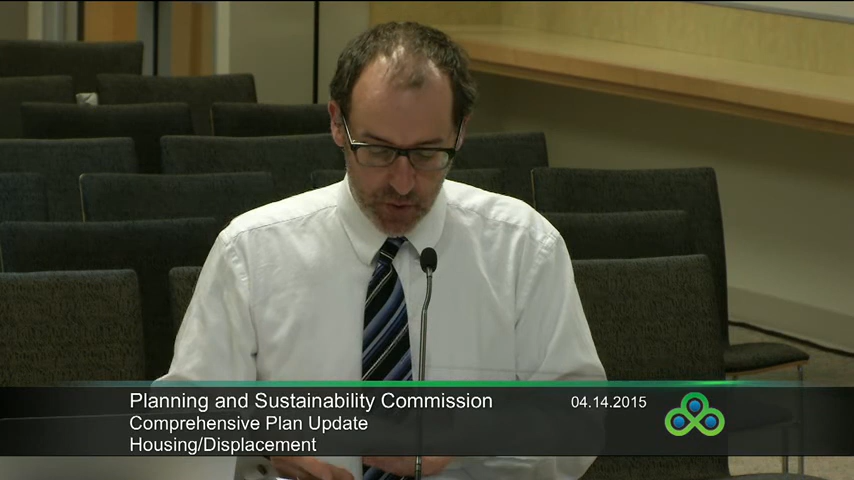 Planning and Sustainability Commission 04.14.2015
Comprehensive Plan Update
Housing/Displacement